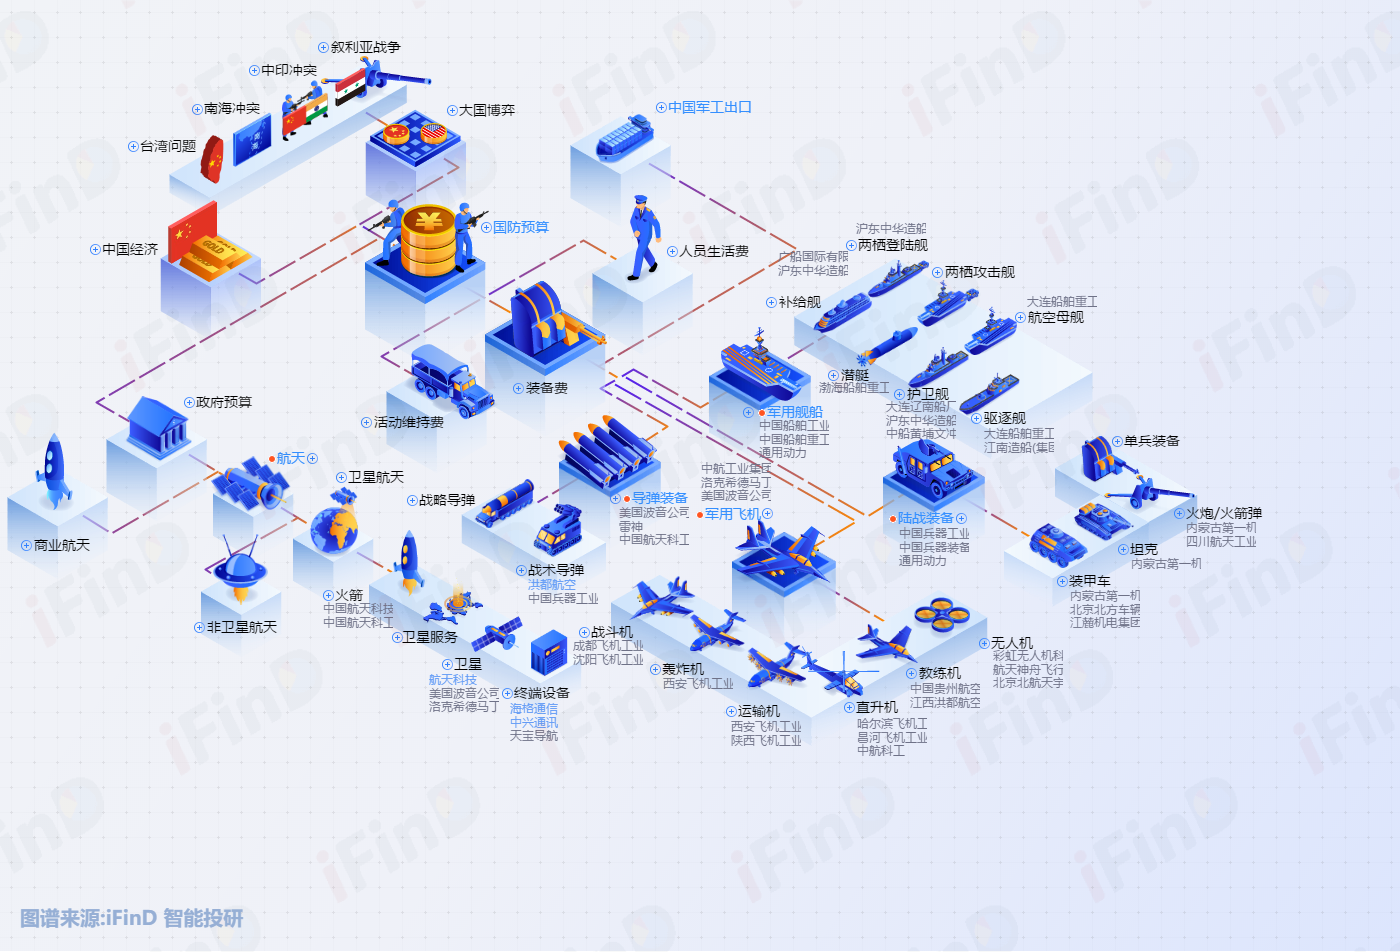 叙利亚战争
中印冲突
南海冲突
台湾问题
大国博弈
中国军工出口
中国经济
国防预算
人员生活费
沪东中华造船
两栖登陆舰
广船国际有限
沪东中华造船
两栖攻击舰
补给舰
大连船舶重工
航空母舰
潜艇
渤海船舶重工
护卫舰
大连辽南船厂
沪东中华造船
中船黄埔文冲
驱逐舰
大连船舶重工
江南造船(集团
装备费
活动维持费
政府预算
军用舰船
中国船舶工业
中国船舶重工
通用动力
航天
卫星航天
战略导弹
导弹装备
美国波音公司
雷神
中国航天科工
中航工业集团
洛克希德马丁
美国波音公司
军用飞机
陆战装备
中国兵器工业
中国兵器装备
通用动力
单兵装备
火炮/火箭弹
内蒙古第一机
四川航天工业
坦克
内蒙古第一机
装甲车
内蒙古第一机
北京北方车辆
江麓机电集团
商业航天
非卫星航天
火箭
中国航天科技
中国航天科工
战术导弹
洪都航空
中国兵器工业
卫星服务
卫星
航天科技
美国波音公司
洛克希德马丁
终端设备
海格通信
中兴通讯
天宝导航
战斗机
成都飞机工业
沈阳飞机工业
轰炸机
西安飞机工业
运输机
西安飞机工业
陕西飞机工业
直升机
哈尔滨飞机工
昌河飞机工业
中航科工
教练机
中国贵州航空
江西洪都航空
无人机
彩虹无人机科
航天神舟飞行
北京北航天宇
GOLD
iFinD
图谱来源:iFinD 智能投研